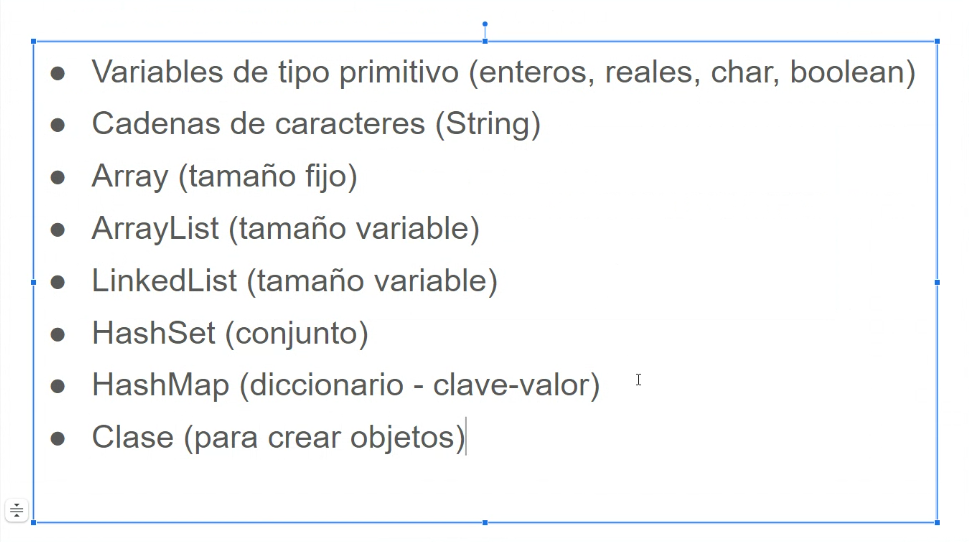 ● Variables de tipo primitivo (enteros, reales, char, boolean)
● Cadenas de caracteres (String)
● Array (tamaño fijo)
● ArrayList (tamaño variable)
● LinkedList (tamaño variable)
● HashSet (conjunto)
● HashMap (diccionario - clave-valor)
● Clase (para crear objetos)